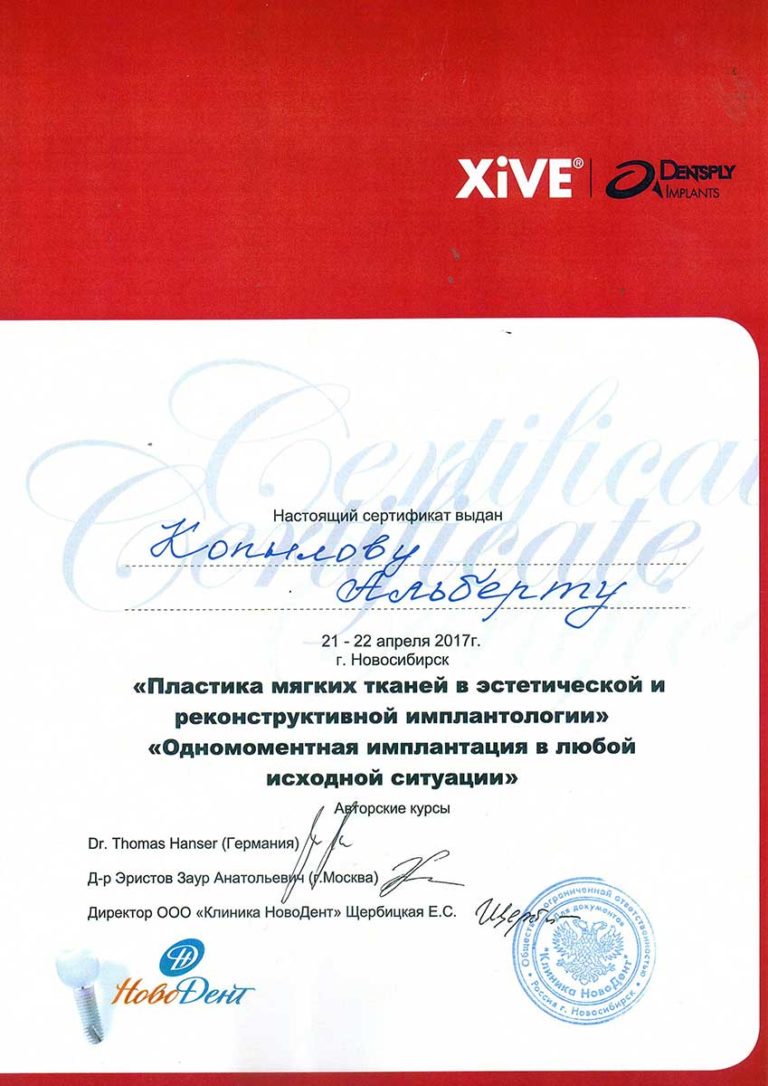 XiVE® | DENTSPLY
IMPLANTS
Certificate
Certificate
Настоящий сертификат выдан
Копылову
Альберту
21 - 22 апреля 2017г.
г. Новосибирск
«Пластика мягких тканей в эстетической и
реконструктивной имплантологии»
«Одномоментная имплантация в любой
исходной ситуации»
Авторские курсы
Dr. Thomas Hanser (Германия)
Д-р Эристов Заур Анатольевич (г.Москва)
Директор ООО «Клиника НовоДент» Щербицкая Е.С.
Общество с ограниченной ответственностью
Для документов
"Клиника НовоДент"
Россия г. Новосибирск
НовоДент